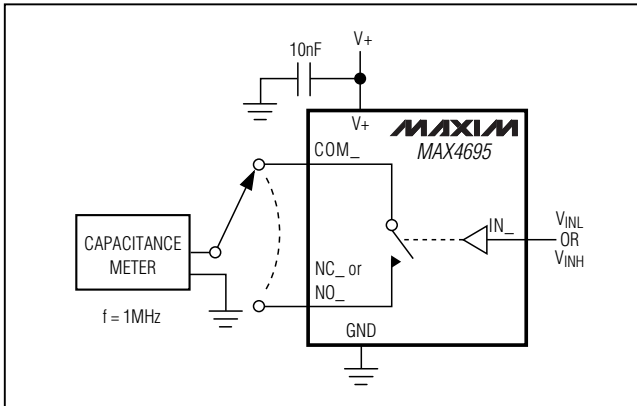 V+
10nF
V+
MAXIM
MAX4695
COM_
IN_
V_INL
OR
V_INH
CAPACITANCE
METER
NC_ or
NO_
f = 1MHz
GND